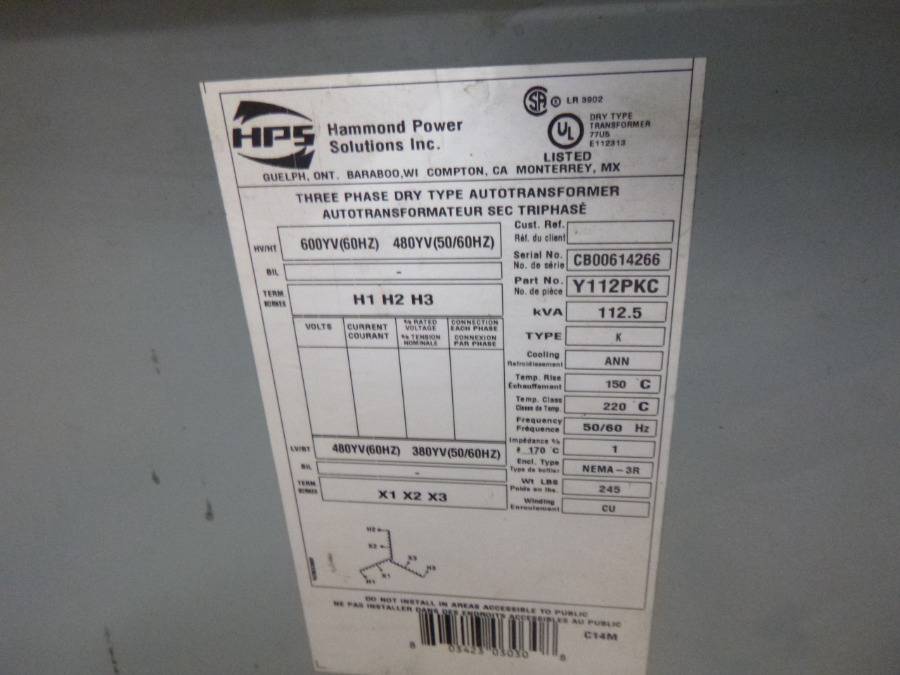 HPS
Hammond Power
Solutions Inc.
LR 3902
UL
DRY TYPE
TRANSFORMER
77U5
E112313
LISTED
GUELPH, ONT. BARABOO,WI COMPTON, CA MONTERREY, MX
THREE PHASE DRY TYPE AUTOTRANSFORMER
AUTOTRANSFORMATEUR SEC TRIPHASÉ
HV/HT 600YV(60HZ) 480YV(50/60HZ)
BIL -
TERM.
BORNES H1 H2 H3
VOLTS CURRENT
COURANT % RATED
VOLTAGE
% TENSION
NOMINALE CONNECTION
EACH PHASE
CONNEXION
PAR PHASE
LV/BT 480YV(60HZ) 380YV(50/60HZ)
BIL -
TERM.
BORNES X1 X2 X3
Cust. Ref.
Réf. du client
Serial No.
No. de série CB00614266
Part No.
No. de pièce Y112PKC
kVA 112.5
TYPE K
Cooling
Refroidissement ANN
Temp. Rise
Échauffement 150 C
Temp. Class
Classe de Temp. 220 C
Frequency
Fréquence 50/60 Hz
Impédance %
170 C 1
Encl. Type
Type de boîtier NEMA-3R
Wt LBS
Poids en lbs. 245
Winding
Enroulement CU
H2
X2
X3
H3
X1
H1
DO NOT INSTALL IN AREAS ACCESSIBLE TO PUBLIC
NE PAS INSTALLER DANS DES ENDROITS ACCESSIBLES AU PUBLIC
C14M
8 03423 03030 8